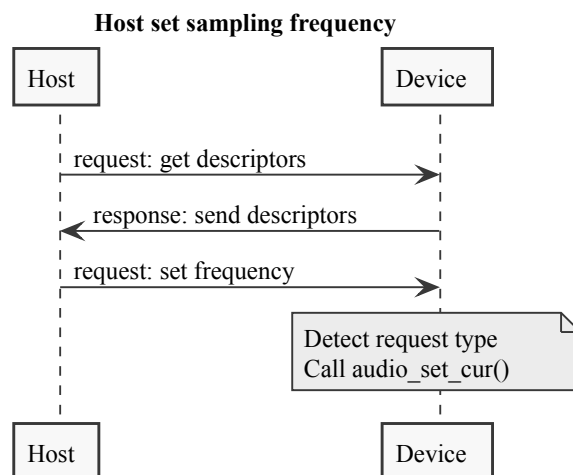 Host set sampling frequency
Host
Device
request: get descriptors
response: send descriptors
request: set frequency
Detect request type
Call audio_set_cur()
Host
Device